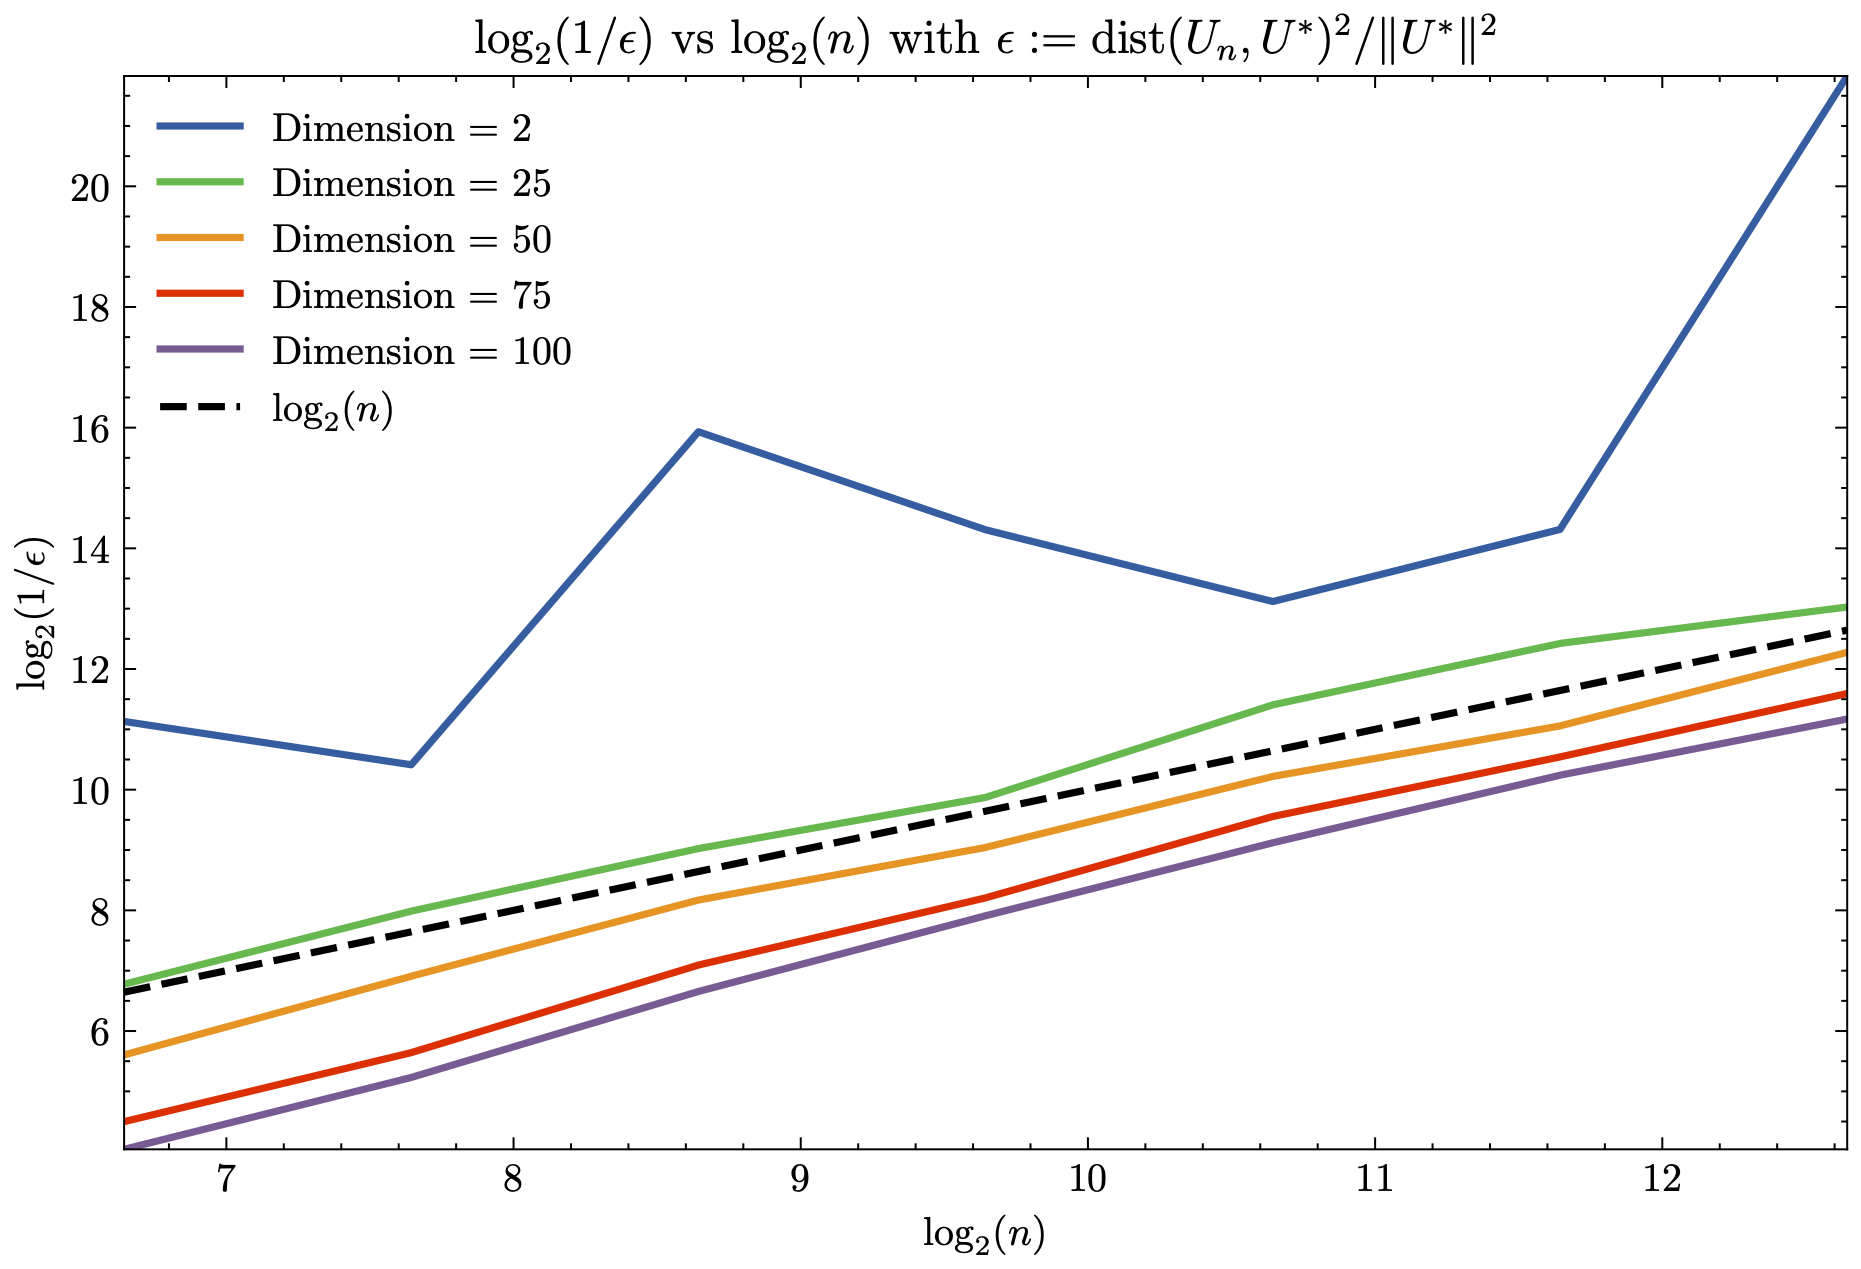 log₂(1/ϵ) vs log₂(n) with ϵ := dist(Uₙ, U*)²/‖U*‖²
Dimension = 2
Dimension = 25
Dimension = 50
Dimension = 75
Dimension = 100
log₂(n)
log₂(1/ϵ)
20
18
16
14
12
10
8
6
7 8 9 10 11 12
log₂(n)